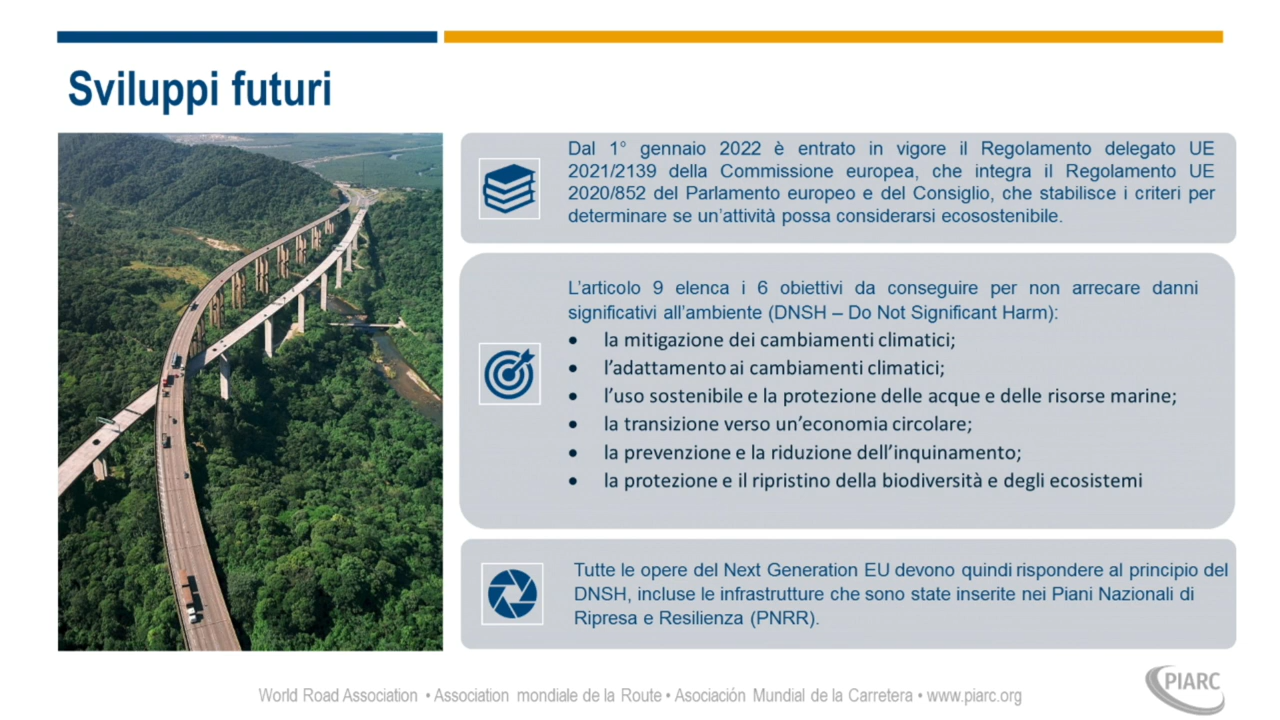 Sviluppi futuri
Dal 1° gennaio 2022 è entrato in vigore il Regolamento delegato UE
2021/2139 della Commissione europea, che integra il Regolamento UE
2020/852 del Parlamento europeo e del Consiglio, che stabilisce i criteri per
determinare se un'attività possa considerarsi ecosostenibile.
L'articolo 9 elenca i 6 obiettivi da conseguire per non arrecare danni
significativi all'ambiente (DNSH – Do Not Significant Harm):
• la mitigazione dei cambiamenti climatici;
• l'adattamento ai cambiamenti climatici;
• l'uso sostenibile e la protezione delle acque e delle risorse marine;
• la transizione verso un'economia circolare;
• la prevenzione e la riduzione dell'inquinamento;
• la protezione e il ripristino della biodiversità e degli ecosistemi
Tutte le opere del Next Generation EU devono quindi rispondere al principio del
DNSH, incluse le infrastrutture che sono state inserite nei Piani Nazionali di
Ripresa e Resilienza (PNRR).
World Road Association • Association mondiale de la Route • Asociación Mundial de la Carretera • www.piarc.org
PIARC